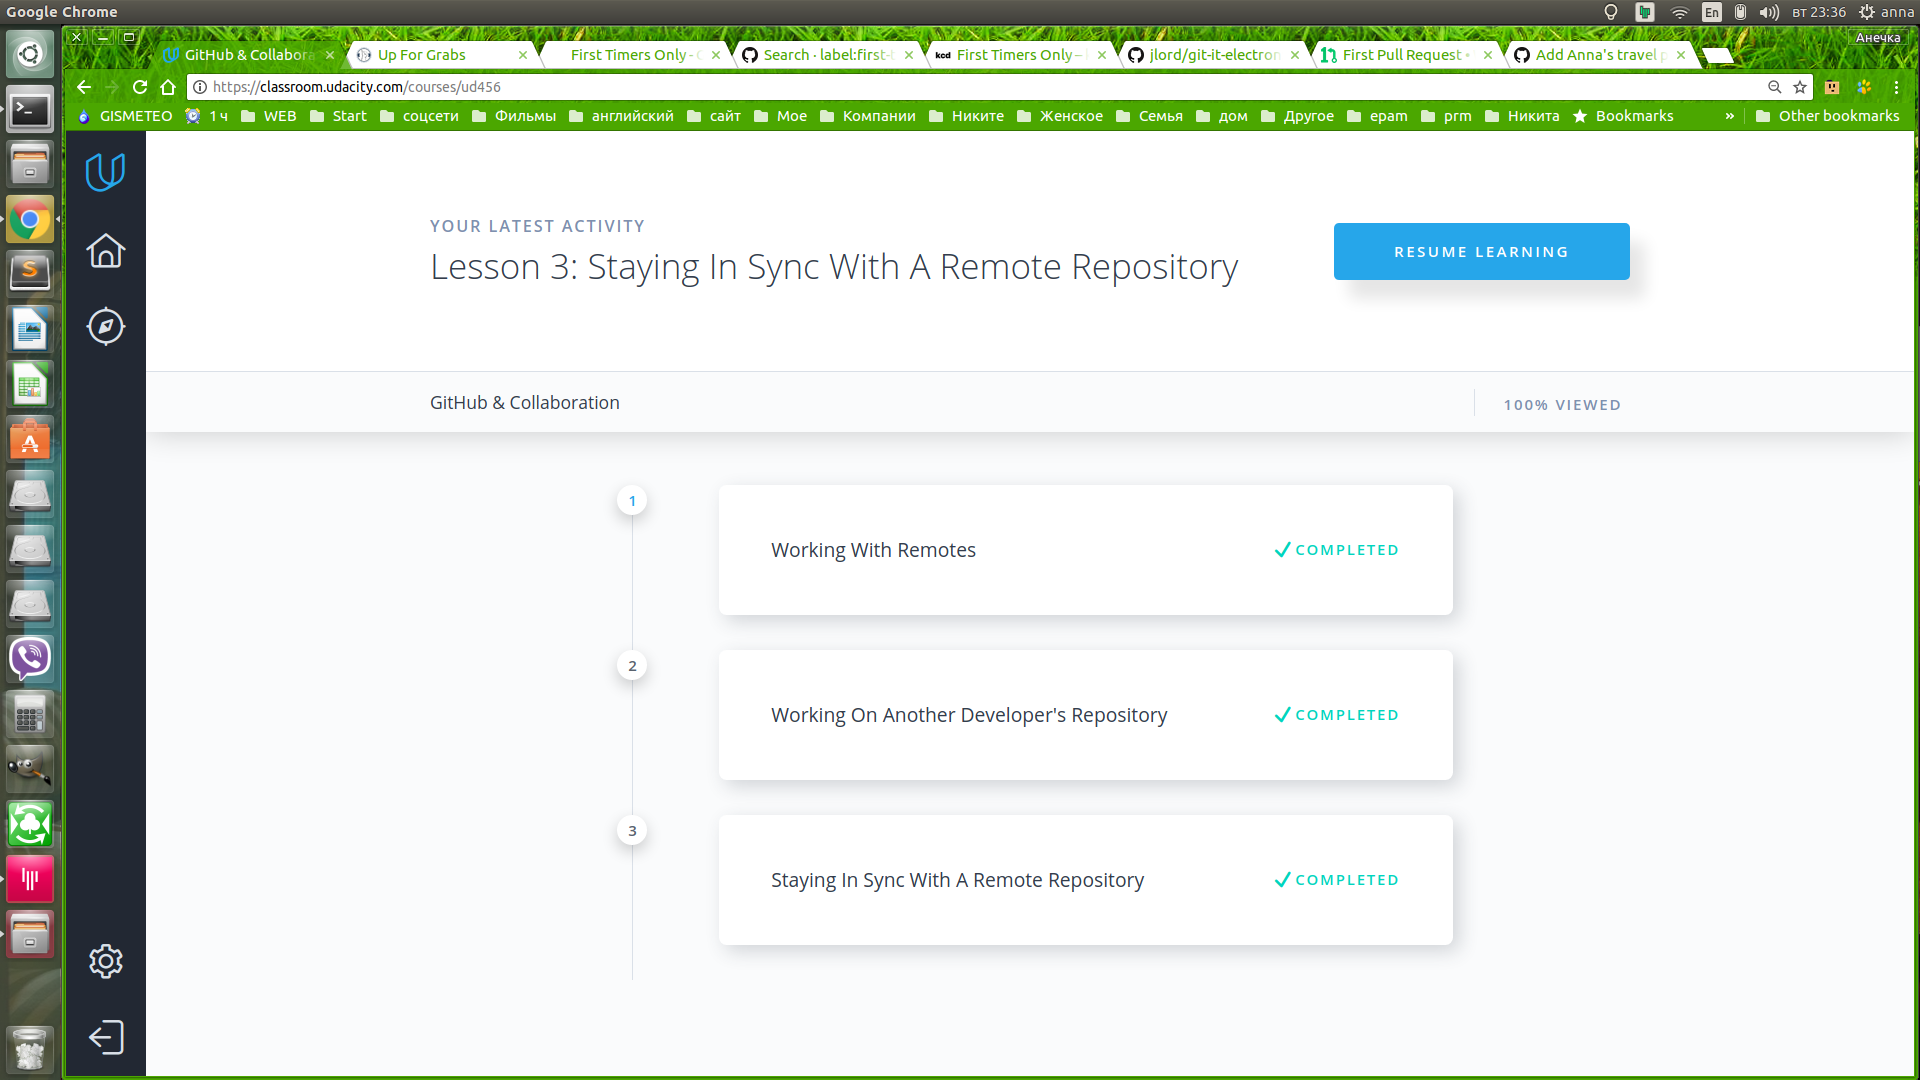 Google Chrome
En
вт 23:36
anna
Анечка
GitHub & Collabora
Up For Grabs
First Timers Only -
Search · label:first-t
kcd First Timers Only –
jlord/git-it-electron
First Pull Request ·
Add Anna's travel p
https://classroom.udacity.com/courses/ud456
GISMETEO
1 ч
WEB
Start
соцсети
Фильмы
английский
сайт
Мое
Компании
Никите
Женское
Семья
дом
Другое
epam
prm
Никита
Bookmarks
»
Other bookmarks
YOUR LATEST ACTIVITY
Lesson 3: Staying In Sync With A Remote Repository
RESUME LEARNING
GitHub & Collaboration
100% VIEWED
1
Working With Remotes
COMPLETED
2
Working On Another Developer's Repository
COMPLETED
3
Staying In Sync With A Remote Repository
COMPLETED